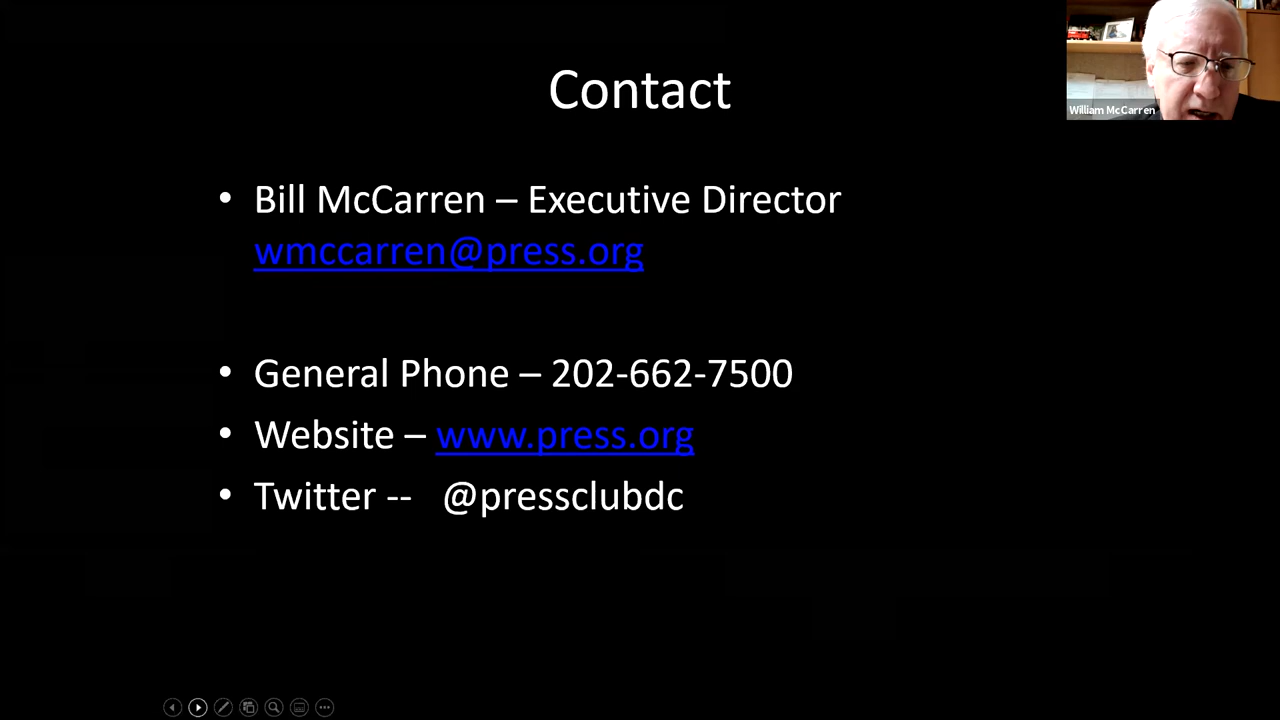 Contact
William McCarren
• Bill McCarren – Executive Director
wmccarren@press.org
• General Phone – 202-662-7500
• Website – www.press.org
• Twitter -- @pressclubdc